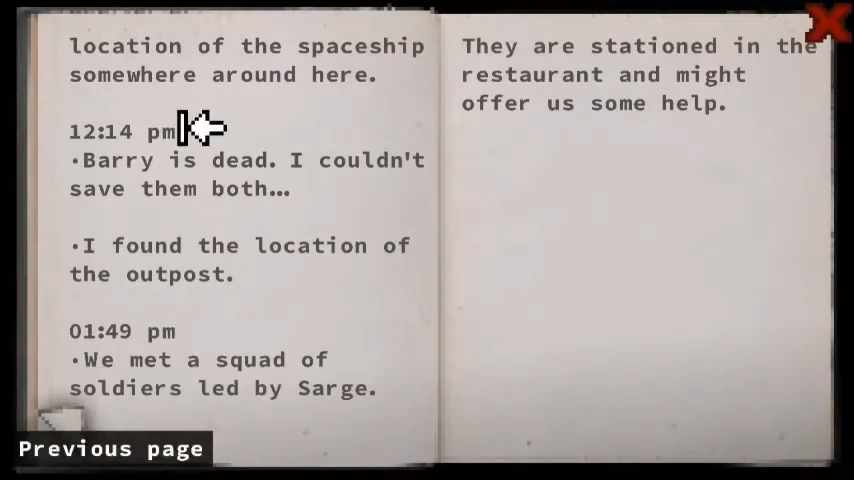 location of the spaceship
somewhere around here.
12:14 pm
·Barry is dead. I couldn't
save them both...
·I found the location of
the outpost.
01:49 pm
·We met a squad of
soldiers led by Sarge.
They are stationed in the
restaurant and might
offer us some help.
Previous page